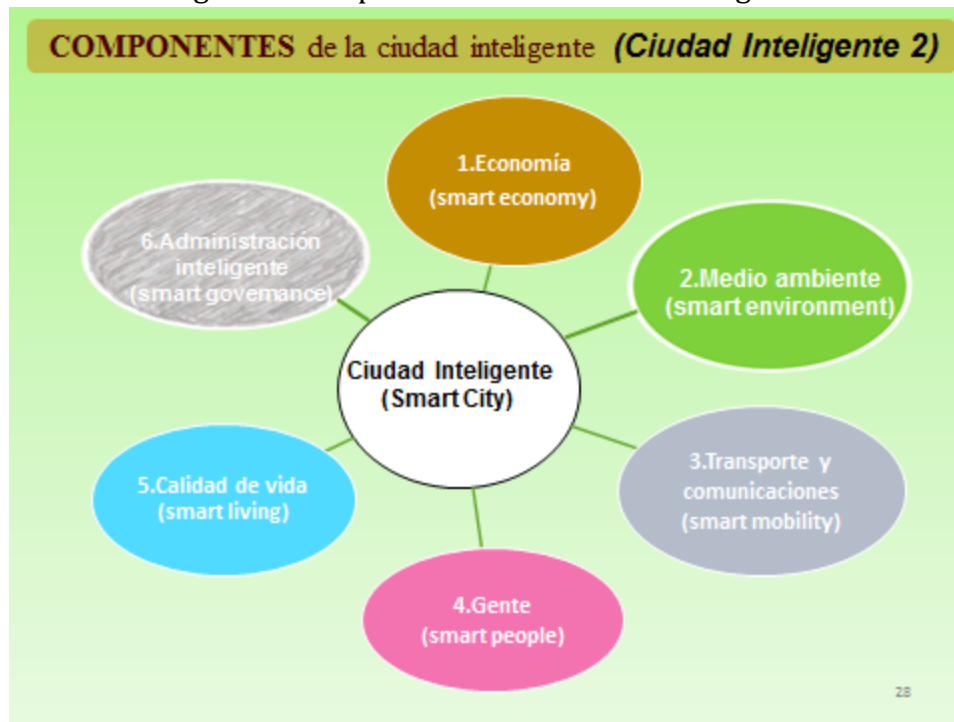 COMPONENTES de la ciudad inteligente (Ciudad Inteligente 2)
1.Economía
(smart economy)
2.Medio ambiente
(smart environment)
3.Transporte y
comunicaciones
(smart mobility)
4.Gente
(smart people)
5.Calidad de vida
(smart living)
6.Administración
inteligente
(smart governance)
Ciudad Inteligente
(Smart City)
28